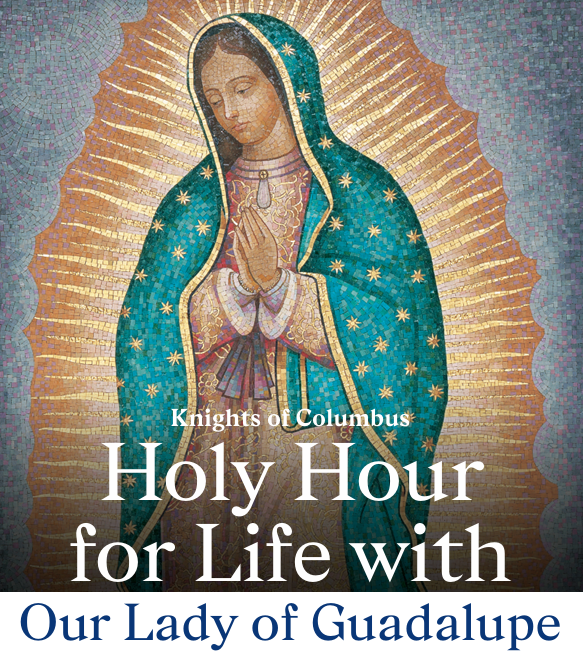 Knights of Columbus
Holy Hour
for Life with
Our Lady of Guadalupe